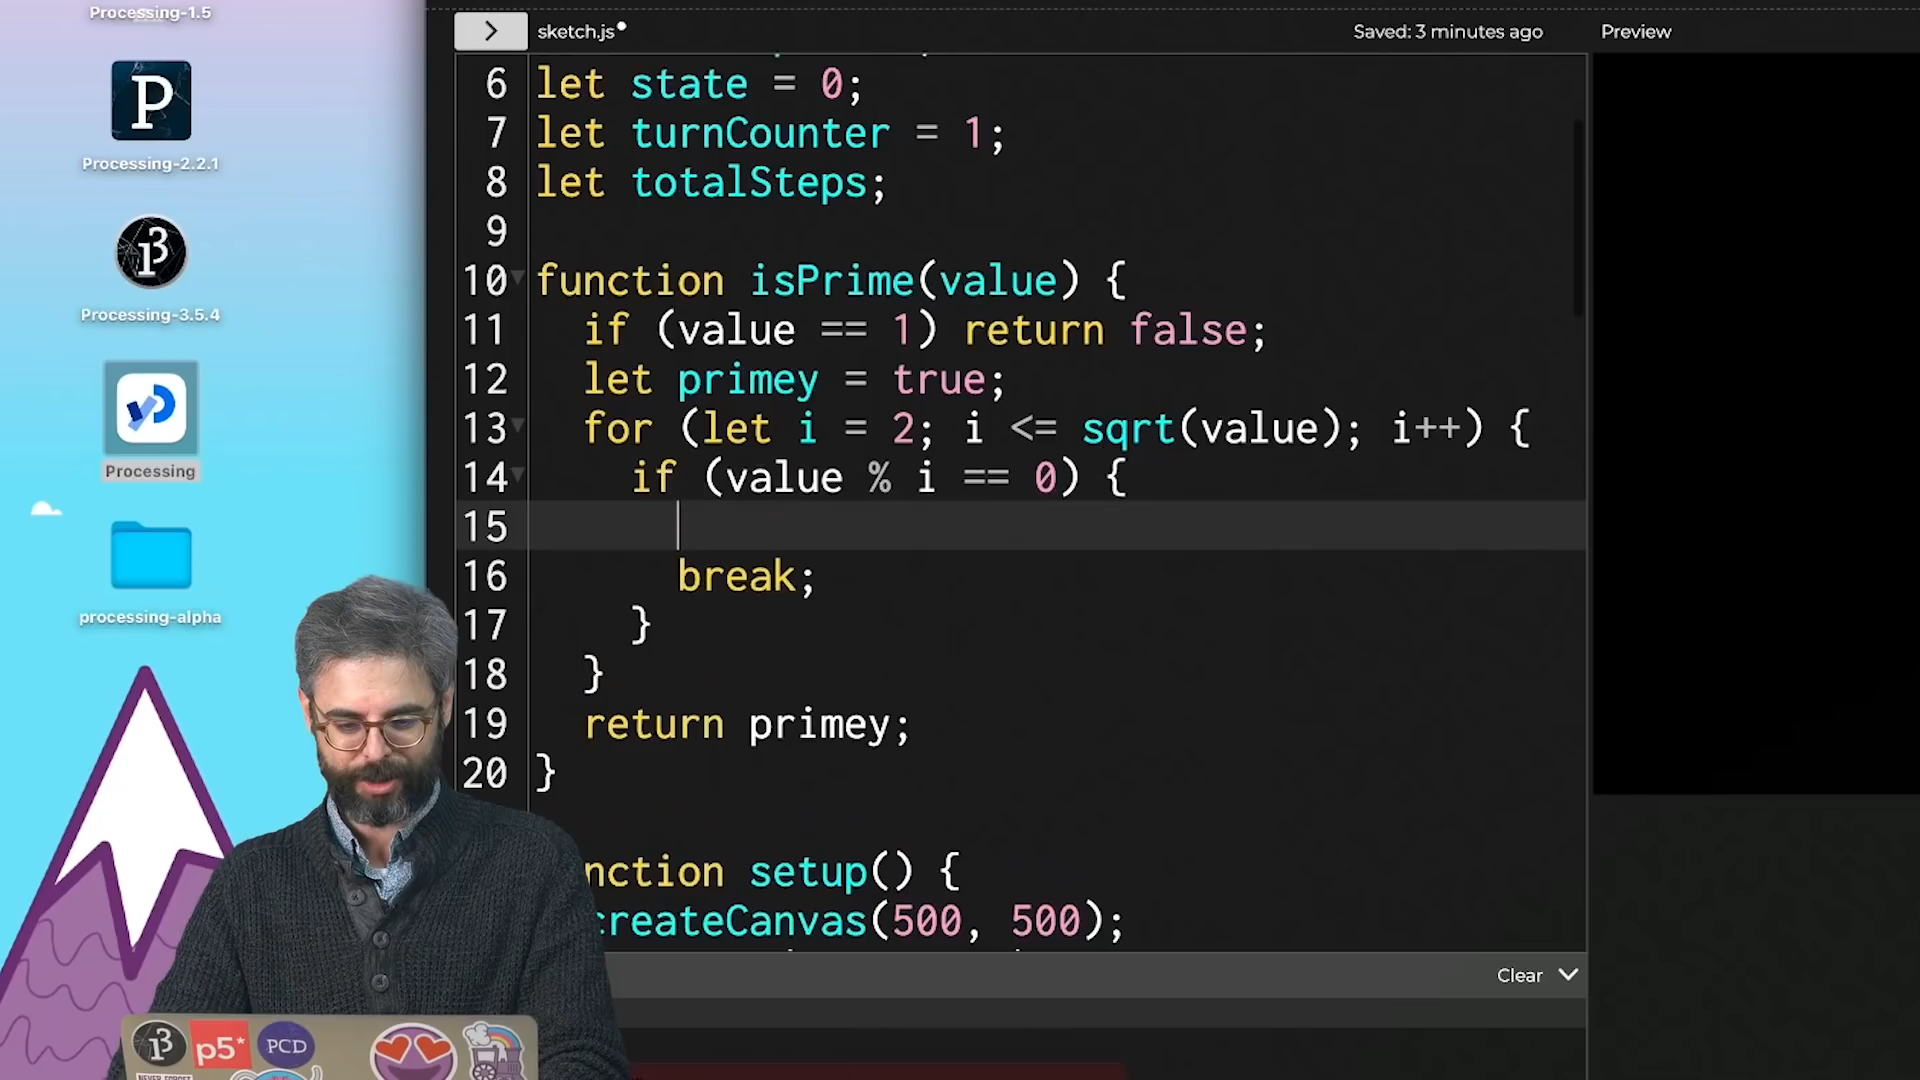 Processing-1.5
Processing-2.2.1
Processing-3.5.4
Processing
processing-alpha
sketch.js
Saved: 3 minutes ago
Preview
6 let state = 0;
7 let turnCounter = 1;
8 let totalSteps;
9
10 function isPrime(value) {
11 if (value == 1) return false;
12 let primey = true;
13 for (let i = 2; i <= sqrt(value); i++) {
14 if (value % i == 0) {
15
16 break;
17 }
18 }
19 return primey;
20 }
nction setup() {
createCanvas(500, 500);
Clear
p5*
PCD
NEVER FORGET